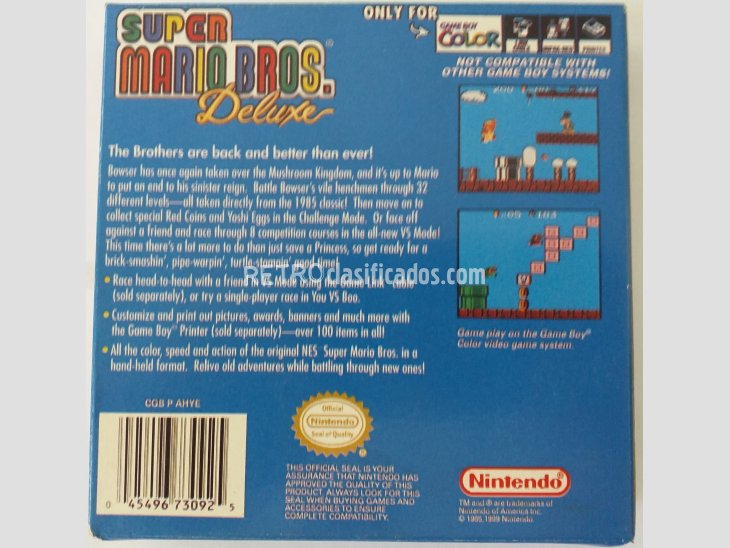 SUPER
MARIO BROS.®
Deluxe
ONLY FOR
GAME BOY
COLOR
PRINTER
NOT COMPATIBLE WITH
OTHER GAME BOY SYSTEMS!
The Brothers are back and better than ever!
Bowser has once again taken over the Mushroom Kingdom, and it's up to Mario
to put an end to his sinister reign. Battle Bowser's vile henchmen through 32
different levels—all taken directly from the 1985 classic! Then move on to
collect special Red Coins and Yoshi Eggs in the Challenge Mode. Or face off
against a friend and race through 8 competition courses in the all-new VS Mode!
This time there's a lot more to do than just save a Princess, so get ready for a
brick-smashin', pipe-warpin', turtle-stompin' good time!
RETROclasificados.com
• Race head-to-head with a friend in VS Mode using the Game Link® cable
(sold separately), or try a single-player race in You VS Boo.
• Customize and print out pictures, awards, banners and much more with
the Game Boy® Printer (sold separately)—over 100 items in all!
• All the color, speed and action of the original NES® Super Mario Bros. in a
hand-held format. Relive old adventures while battling through new ones!
Game play on the Game Boy®
Color video game system.
CGB P AHYE
0 45496 73092 5
Official
Nintendo
Seal of Quality
THIS OFFICIAL SEAL IS YOUR
ASSURANCE THAT NINTENDO HAS
APPROVED THE QUALITY OF THIS
PRODUCT. ALWAYS LOOK FOR THIS
SEAL WHEN BUYING GAMES AND
ACCESSORIES TO ENSURE
COMPLETE COMPATIBILITY.
Nintendo®
TM and ® are trademarks of
Nintendo of America Inc.
© 1985, 1999 Nintendo.